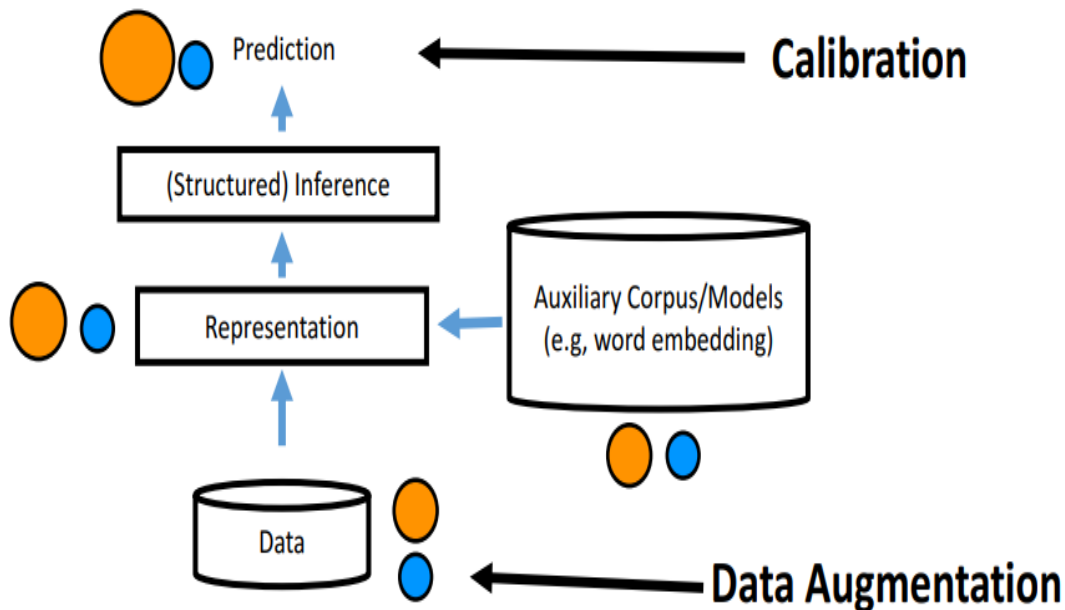 Prediction
Calibration
(Structured) Inference
Auxiliary Corpus/Models
(e.g, word embedding)
Representation
Data
Data Augmentation